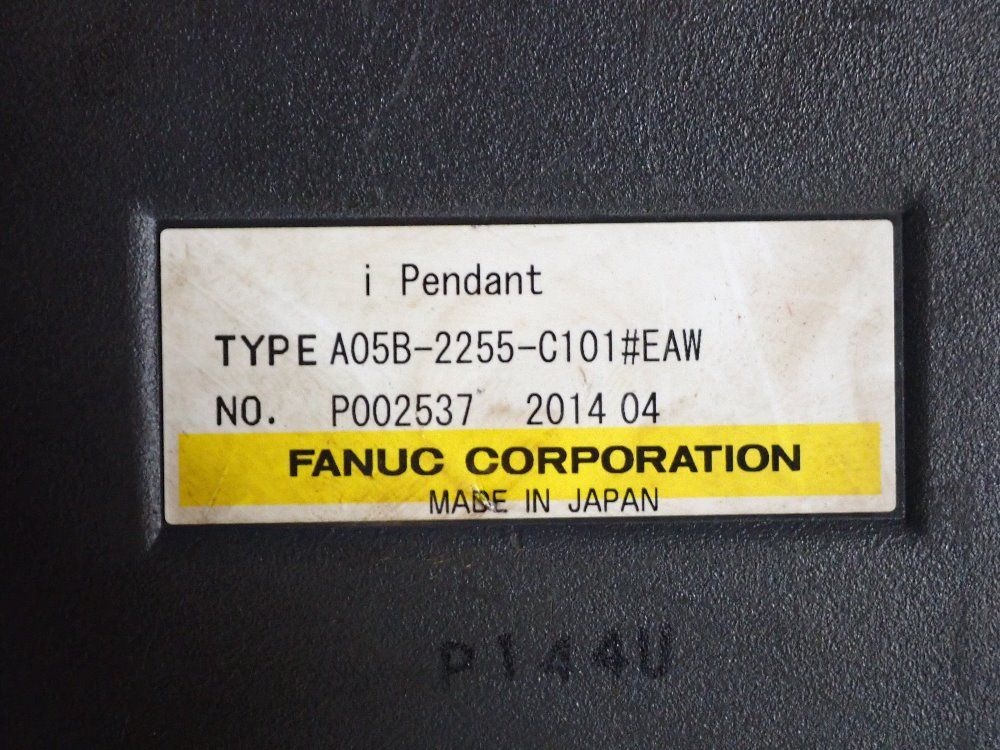 i Pendant
TYPE A05B-2255-C101#EAW
NO. P002537 2014 04
FANUC CORPORATION
MADE IN JAPAN
P144U